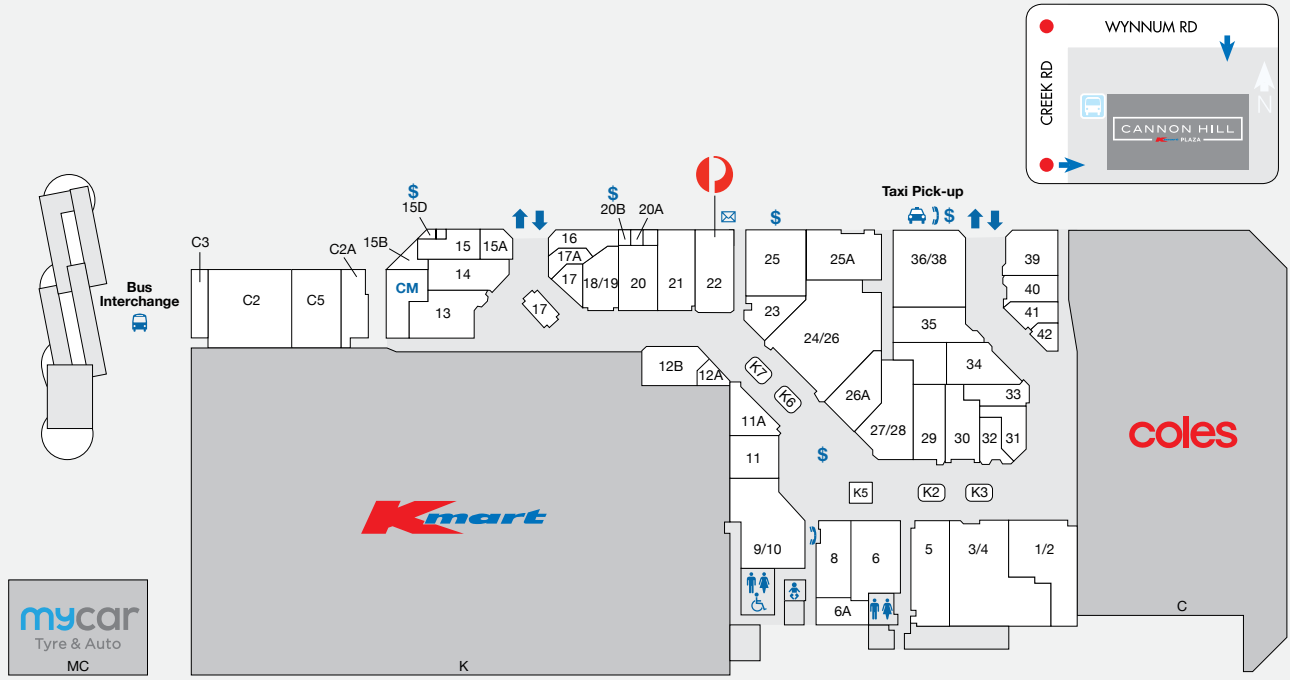 WYNNUM RD
CREEK RD
N
CANNON HILL
Kmart PLAZA
Bus
Interchange
C3
C2
C5
C2A
15B
$
15D
15
15A
14
CM
13
16
17A
17
18/19
17
$
20B
20A
20
21
22
$
25
25A
23
24/26
26A
27/28
Taxi Pick-up
$
36/38
35
34
33
29
30
32
31
39
40
41
42
12B
12A
K7
K6
11A
11
9/10
$
K5
K2
K3
8
6
6A
5
3/4
1/2
Kmart
K
coles
C
mycar
Tyre & Auto
MC